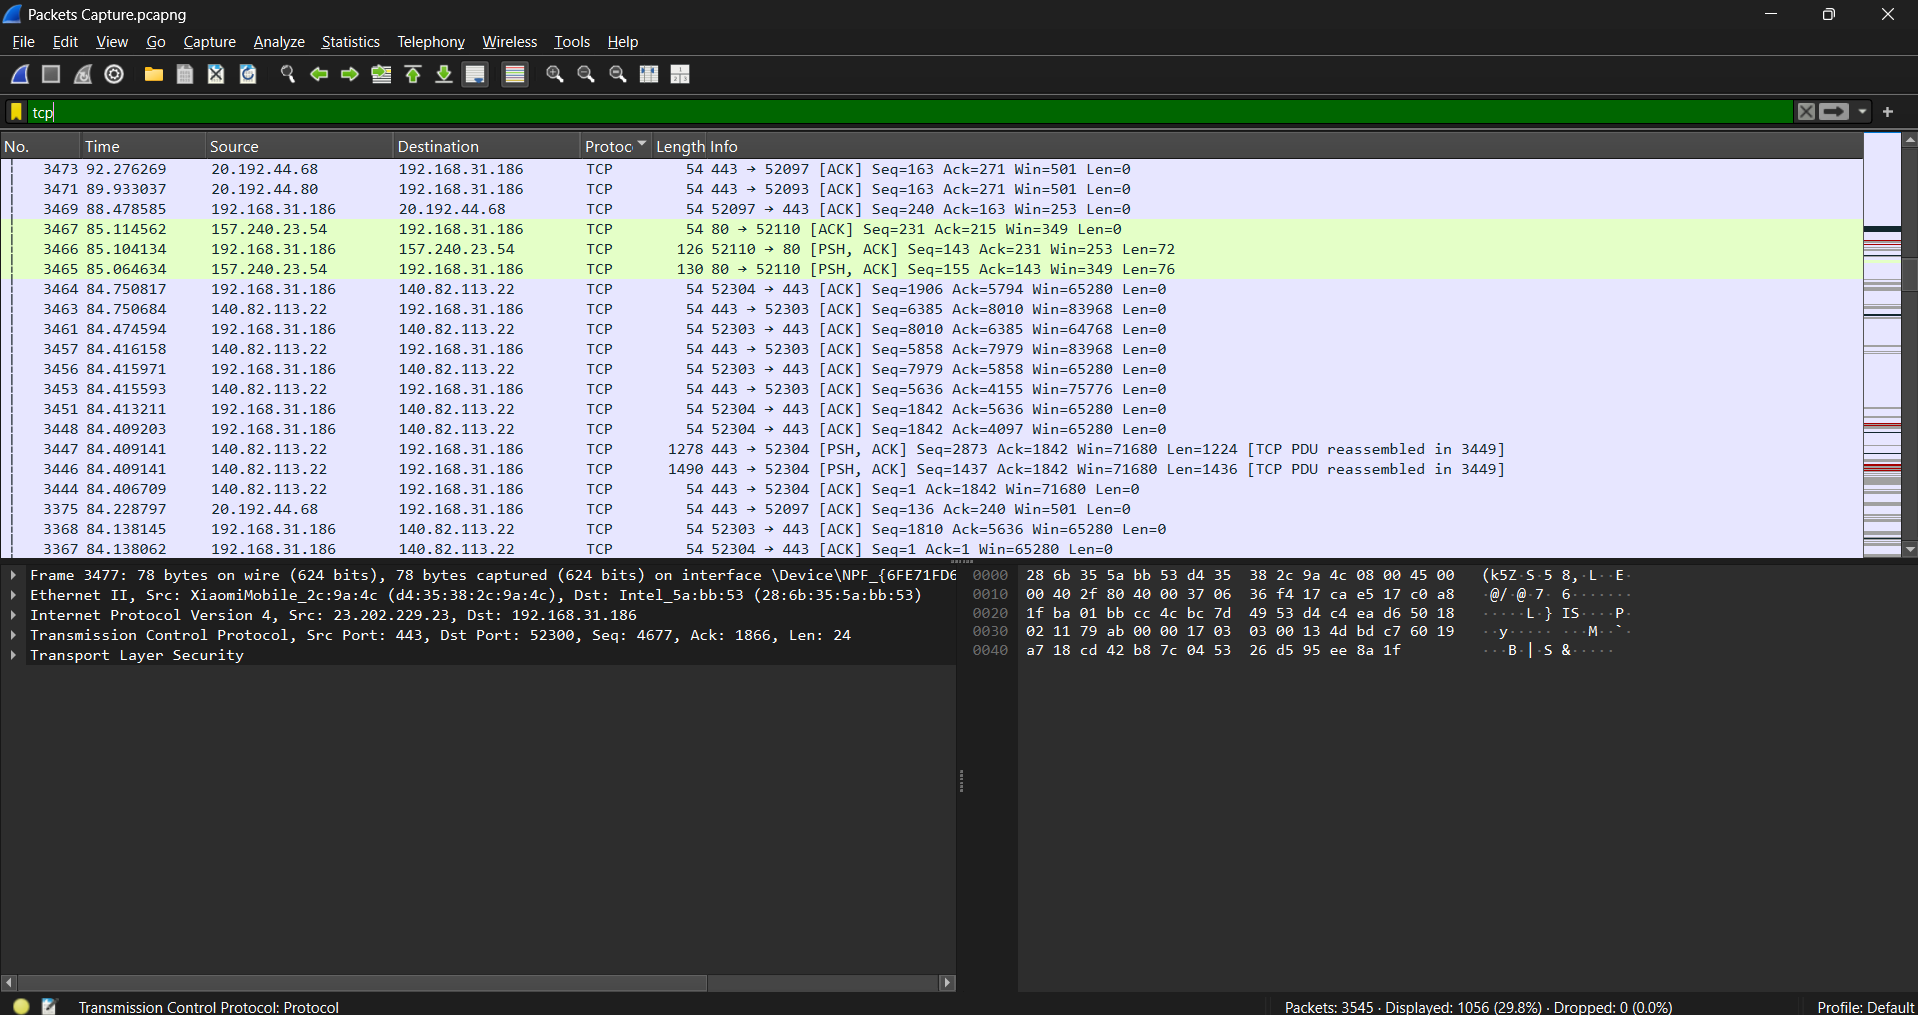 Packets Capture.pcapng
File Edit View Go Capture Analyze Statistics Telephony Wireless Tools Help
tcp
No. Time Source Destination Protoc Length Info
3473 92.276269 20.192.44.68 192.168.31.186 TCP 54 443 → 52097 [ACK] Seq=163 Ack=271 Win=501 Len=0
3471 89.933037 20.192.44.80 192.168.31.186 TCP 54 443 → 52093 [ACK] Seq=163 Ack=271 Win=501 Len=0
3469 88.478585 192.168.31.186 20.192.44.68 TCP 54 52097 → 443 [ACK] Seq=240 Ack=163 Win=253 Len=0
3467 85.114562 157.240.23.54 192.168.31.186 TCP 54 80 → 52110 [ACK] Seq=231 Ack=215 Win=349 Len=0
3466 85.104134 192.168.31.186 157.240.23.54 TCP 126 52110 → 80 [PSH, ACK] Seq=143 Ack=231 Win=253 Len=72
3465 85.064634 157.240.23.54 192.168.31.186 TCP 130 80 → 52110 [PSH, ACK] Seq=155 Ack=143 Win=349 Len=76
3464 84.750817 192.168.31.186 140.82.113.22 TCP 54 52304 → 443 [ACK] Seq=1906 Ack=5794 Win=65280 Len=0
3463 84.750684 140.82.113.22 192.168.31.186 TCP 54 443 → 52303 [ACK] Seq=6385 Ack=8010 Win=83968 Len=0
3461 84.474594 192.168.31.186 140.82.113.22 TCP 54 52303 → 443 [ACK] Seq=8010 Ack=6385 Win=64768 Len=0
3457 84.416158 140.82.113.22 192.168.31.186 TCP 54 443 → 52303 [ACK] Seq=5858 Ack=7979 Win=83968 Len=0
3456 84.415971 192.168.31.186 140.82.113.22 TCP 54 52303 → 443 [ACK] Seq=7979 Ack=5858 Win=65280 Len=0
3453 84.415593 140.82.113.22 192.168.31.186 TCP 54 443 → 52303 [ACK] Seq=5636 Ack=4155 Win=75776 Len=0
3451 84.413211 192.168.31.186 140.82.113.22 TCP 54 52304 → 443 [ACK] Seq=1842 Ack=5636 Win=65280 Len=0
3448 84.409203 192.168.31.186 140.82.113.22 TCP 54 52304 → 443 [ACK] Seq=1842 Ack=4097 Win=65280 Len=0
3447 84.409141 140.82.113.22 192.168.31.186 TCP 1278 443 → 52304 [PSH, ACK] Seq=2873 Ack=1842 Win=71680 Len=1224 [TCP PDU reassembled in 3449]
3446 84.409141 140.82.113.22 192.168.31.186 TCP 1490 443 → 52304 [PSH, ACK] Seq=1437 Ack=1842 Win=71680 Len=1436 [TCP PDU reassembled in 3449]
3444 84.406709 140.82.113.22 192.168.31.186 TCP 54 443 → 52304 [ACK] Seq=1 Ack=1842 Win=71680 Len=0
3375 84.228797 20.192.44.68 192.168.31.186 TCP 54 443 → 52097 [ACK] Seq=136 Ack=240 Win=501 Len=0
3368 84.138145 192.168.31.186 140.82.113.22 TCP 54 52303 → 443 [ACK] Seq=1810 Ack=5636 Win=65280 Len=0
3367 84.138062 192.168.31.186 140.82.113.22 TCP 54 52304 → 443 [ACK] Seq=1 Ack=1 Win=65280 Len=0
Frame 3477: 78 bytes on wire (624 bits), 78 bytes captured (624 bits) on interface \Device\NPF_{6FE71FD6
Ethernet II, Src: XiaomiMobile_2c:9a:4c (d4:35:38:2c:9a:4c), Dst: Intel_5a:bb:53 (28:6b:35:5a:bb:53)
Internet Protocol Version 4, Src: 23.202.229.23, Dst: 192.168.31.186
Transmission Control Protocol, Src Port: 443, Dst Port: 52300, Seq: 4677, Ack: 1866, Len: 24
Transport Layer Security
0000 28 6b 35 5a bb 53 d4 35 38 2c 9a 4c 08 00 45 00 (k5Z·S·5 8,·L··E·
0010 00 40 2f 80 40 00 37 06 36 f4 17 ca e5 17 c0 a8 ·@/·@·7· 6·······
0020 1f ba 01 bb cc 4c bc 7d 49 53 d4 c4 ea d6 50 18 ·····L·} IS····P·
0030 02 11 79 ab 00 00 17 03 03 00 13 4d bd c7 60 19 ··y····· ···M··`·
0040 a7 18 cd 42 b8 7c 04 53 26 d5 95 ee 8a 1f ···B·|·S &·····
Transmission Control Protocol: Protocol
Packets: 3545 · Displayed: 1056 (29.8%) · Dropped: 0 (0.0%)
Profile: Default